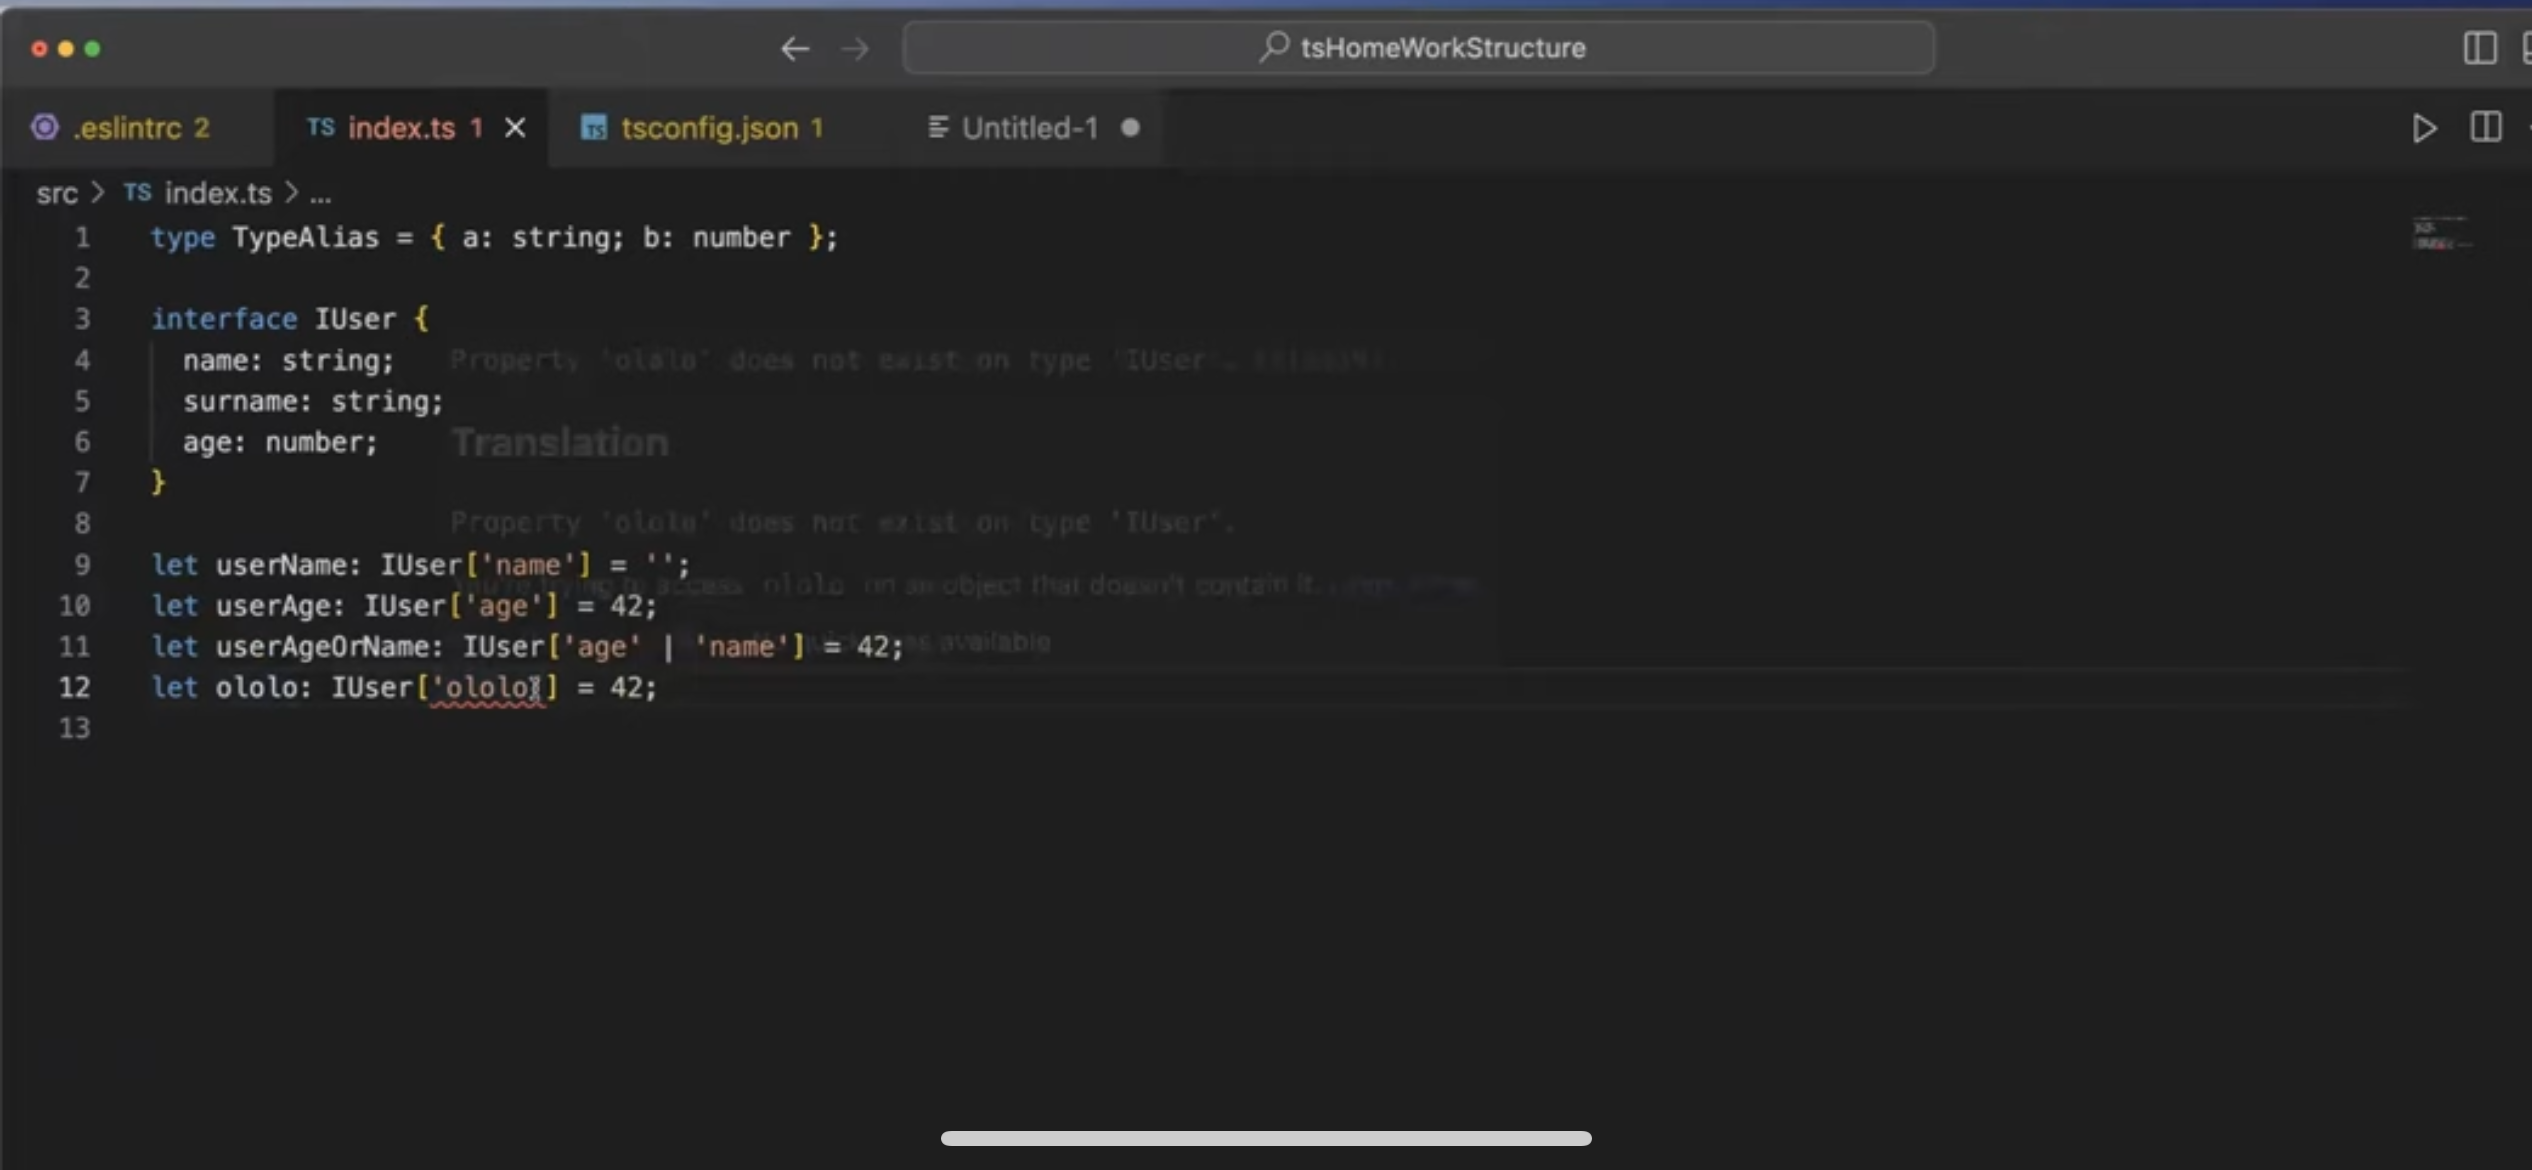 tsHomeWorkStructure
.eslintrc 2
TS index.ts 1
TS tsconfig.json 1
Untitled-1
src > TS index.ts > ...
1 type TypeAlias = { a: string; b: number };
2
3 interface IUser {
4 name: string;
Property 'ololo' does not exist on type 'IUser'.
5 surname: string;
6 age: number;
Translation
7 }
8
Property 'ololo' does not exist on type 'IUser'.
9 let userName: IUser['name'] = '';
You're trying to access ololo on an object that doesn't contain it.
10 let userAge: IUser['age'] = 42;
11 let userAgeOrName: IUser['age' | 'name'] = 42;
available
12 let ololo: IUser['ololo'] = 42;
13